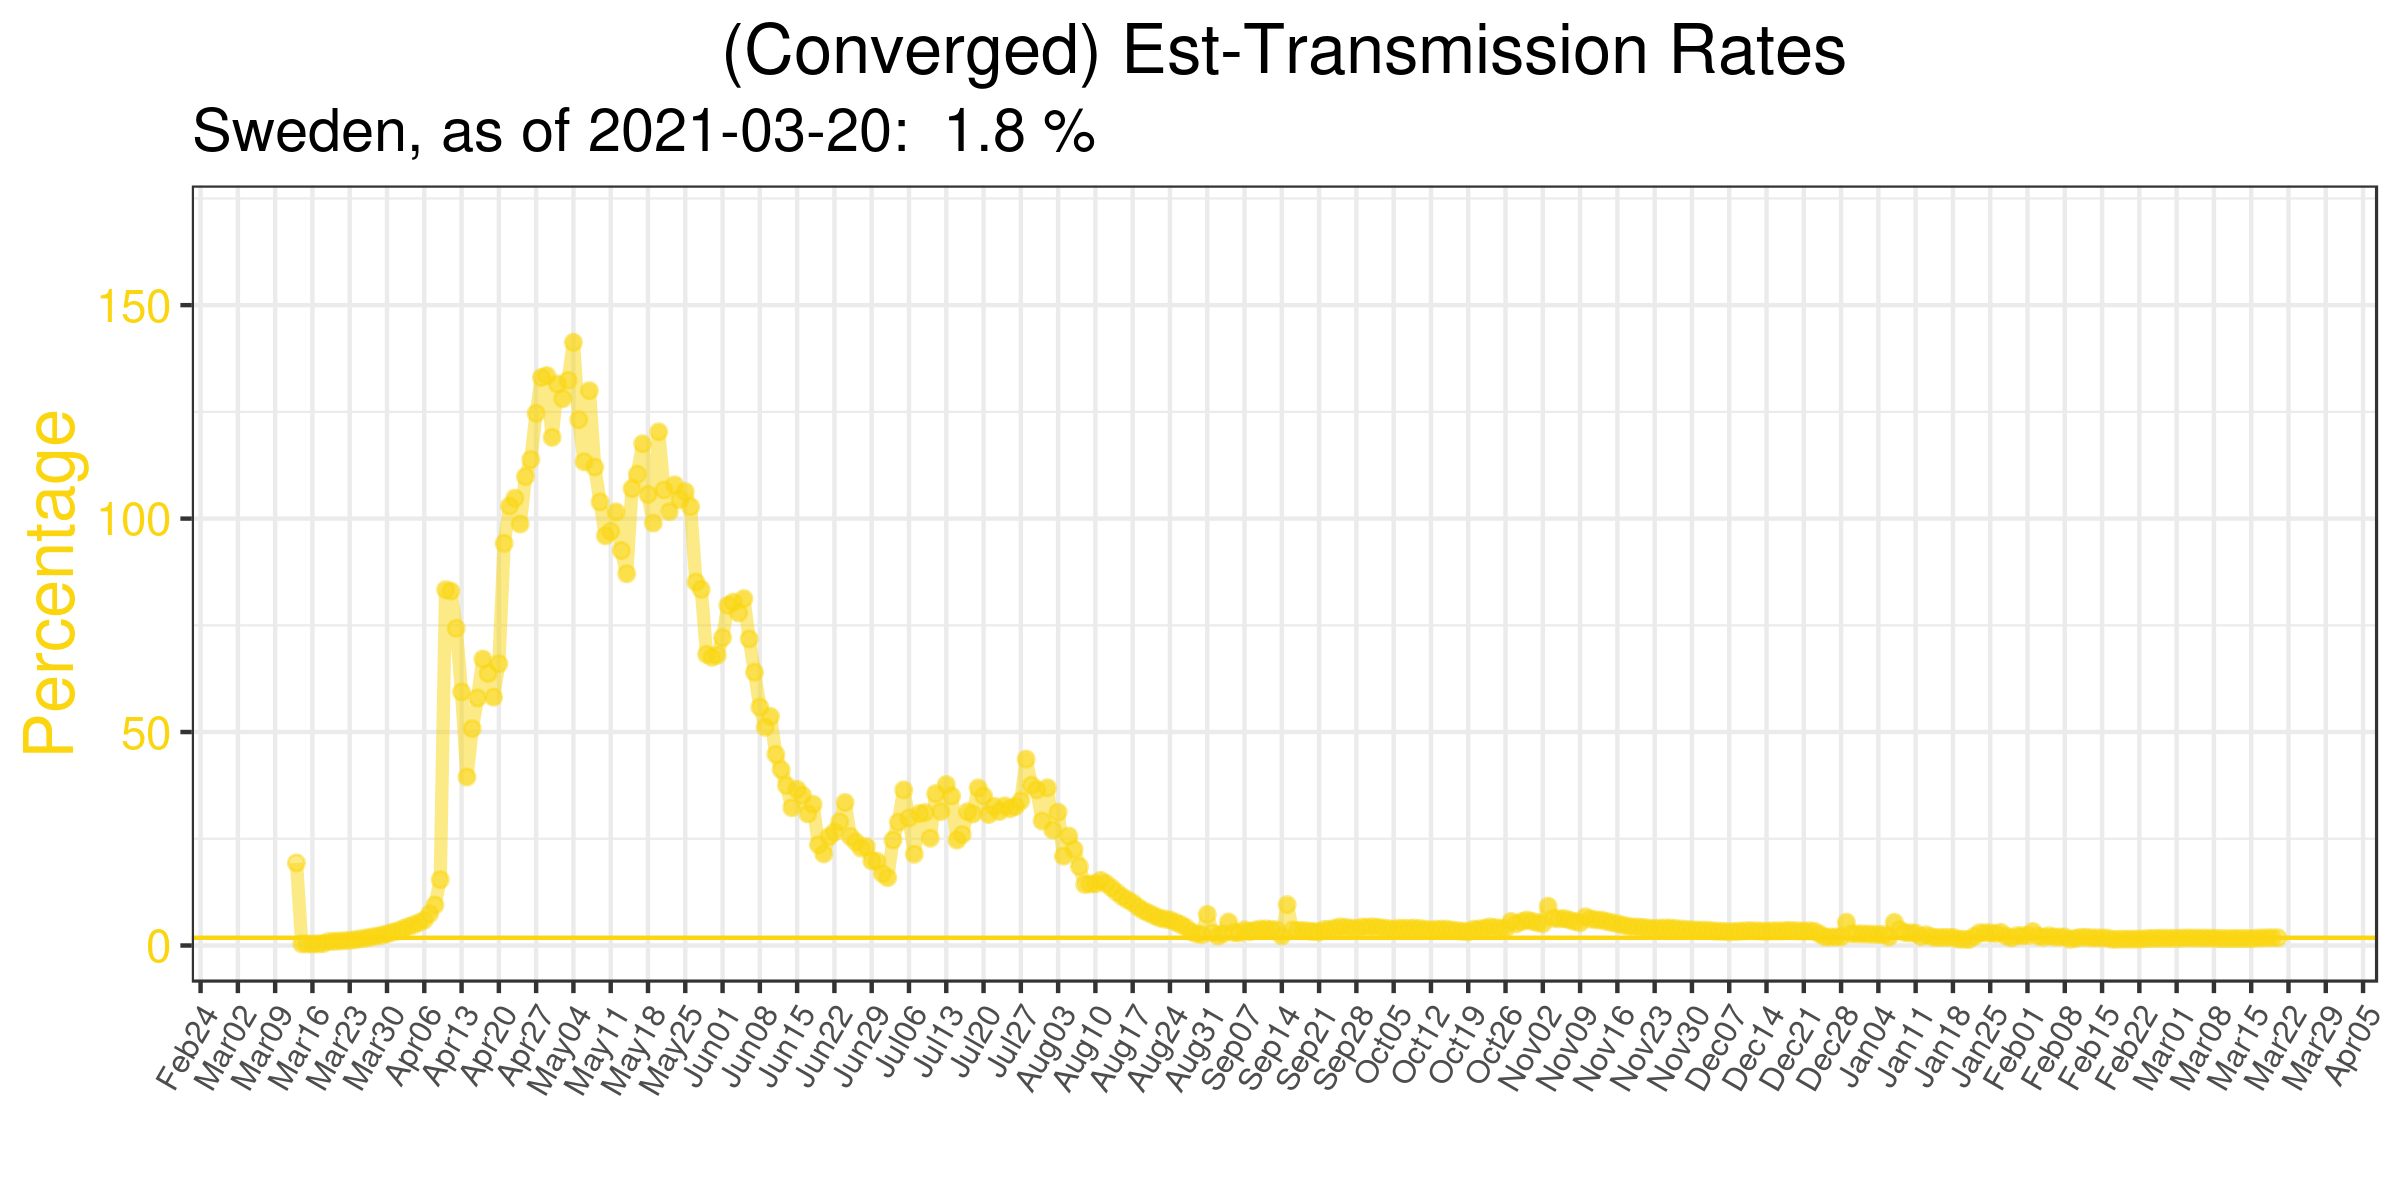 (Converged) Est-Transmission Rates
Sweden, as of 2021-03-20:  1.8 %
Percentage
150
100
50
0
Feb24
Mar02
Mar09
Mar16
Mar23
Mar30
Apr06
Apr13
Apr20
Apr27
May04
May11
May18
May25
Jun01
Jun08
Jun15
Jun22
Jun29
Jul06
Jul13
Jul20
Jul27
Aug03
Aug10
Aug17
Aug24
Aug31
Sep07
Sep14
Sep21
Sep28
Oct05
Oct12
Oct19
Oct26
Nov02
Nov09
Nov16
Nov23
Nov30
Dec07
Dec14
Dec21
Dec28
Jan04
Jan11
Jan18
Jan25
Feb01
Feb08
Feb15
Feb22
Mar01
Mar08
Mar15
Mar22
Mar29
Apr05